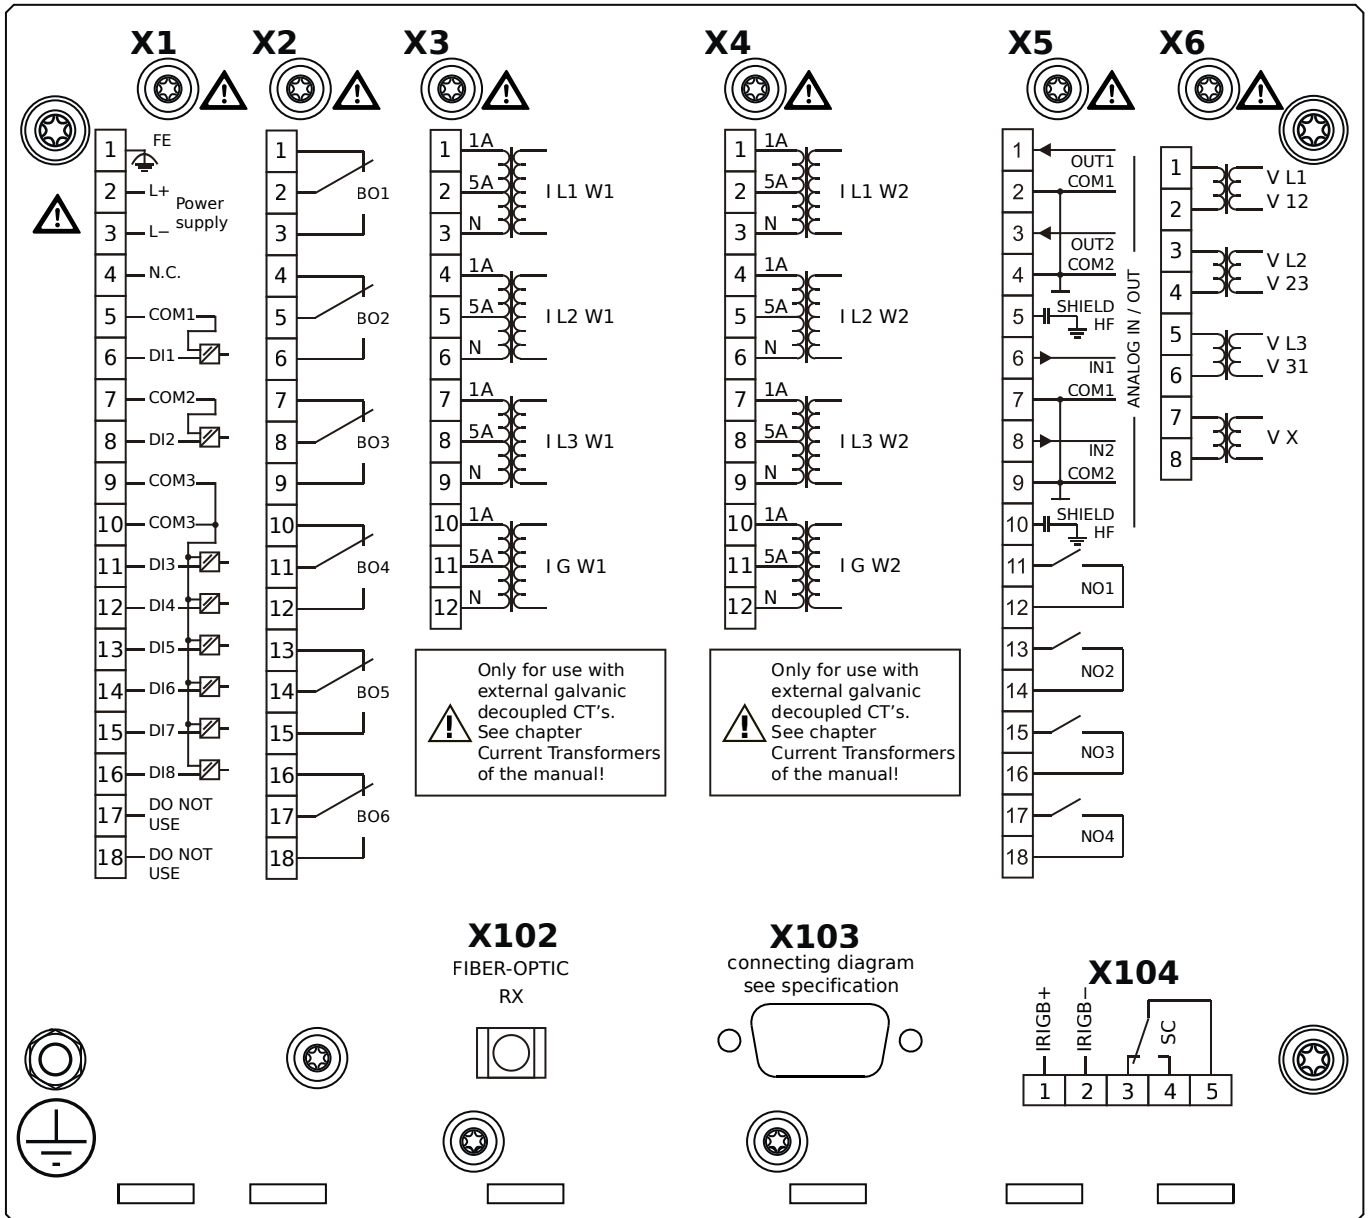 X1
X2
X3
X4
X5
X6
1 FE
2 L+
Power
supply
3 L−
4 N.C.
5 COM1
6 DI1
7 COM2
8 DI2
9 COM3
10 COM3
11 DI3
12 DI4
13 DI5
14 DI6
15 DI7
16 DI8
17 DO NOT
USE
18 DO NOT
USE
1
2 BO1
3
4
5 BO2
6
7
8 BO3
9
10
11 BO4
12
13
14 BO5
15
16
17 BO6
18
1 1A
2 5A I L1 W1
3 N
4 1A
5 5A I L2 W1
6 N
7 1A
8 5A I L3 W1
9 N
10 1A
11 5A I G W1
12 N
Only for use with
external galvanic
decoupled CT's.
See chapter
Current Transformers
of the manual!
1 1A
2 5A I L1 W2
3 N
4 1A
5 5A I L2 W2
6 N
7 1A
8 5A I L3 W2
9 N
10 1A
11 5A I G W2
12 N
Only for use with
external galvanic
decoupled CT's.
See chapter
Current Transformers
of the manual!
1 OUT1
2 COM1
3 OUT2
4 COM2
5 SHIELD
HF
6 IN1
7 COM1
8 IN2
9 COM2
10 SHIELD
HF
ANALOG IN / OUT
11
NO1
12
13
NO2
14
15
NO3
16
17
NO4
18
1 V L1
2 V 12
3 V L2
4 V 23
5 V L3
6 V 31
7
V X
8
X102
FIBER-OPTIC
RX
X103
connecting diagram
see specification
X104
IRIGB+
IRIGB−
SC
1 2 3 4 5